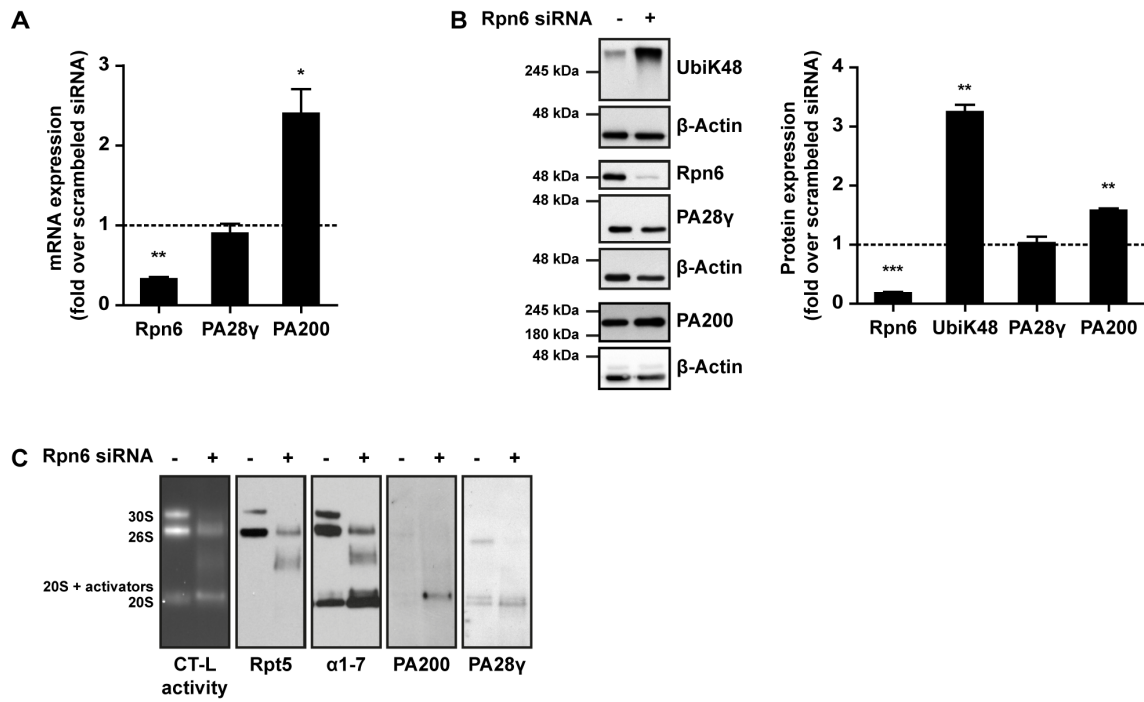 A
mRNA expression
(fold over scrambeled siRNA)
3
2
1
0
*
**
Rpn6 PA28γ PA200
B
Rpn6 siRNA - +
245 kDa
UbiK48
48 kDa
β-Actin
48 kDa
Rpn6
48 kDa
PA28γ
48 kDa
β-Actin
245 kDa
180 kDa
PA200
48 kDa
β-Actin
Protein expression
(fold over scrambeled siRNA)
4
3
2
1
0
***
**
**
Rpn6 UbiK48 PA28γ PA200
C
Rpn6 siRNA - + - + - + - + - +
30S
26S
20S + activators
20S
CT-L
activity
Rpt5
α1-7
PA200
PA28γ